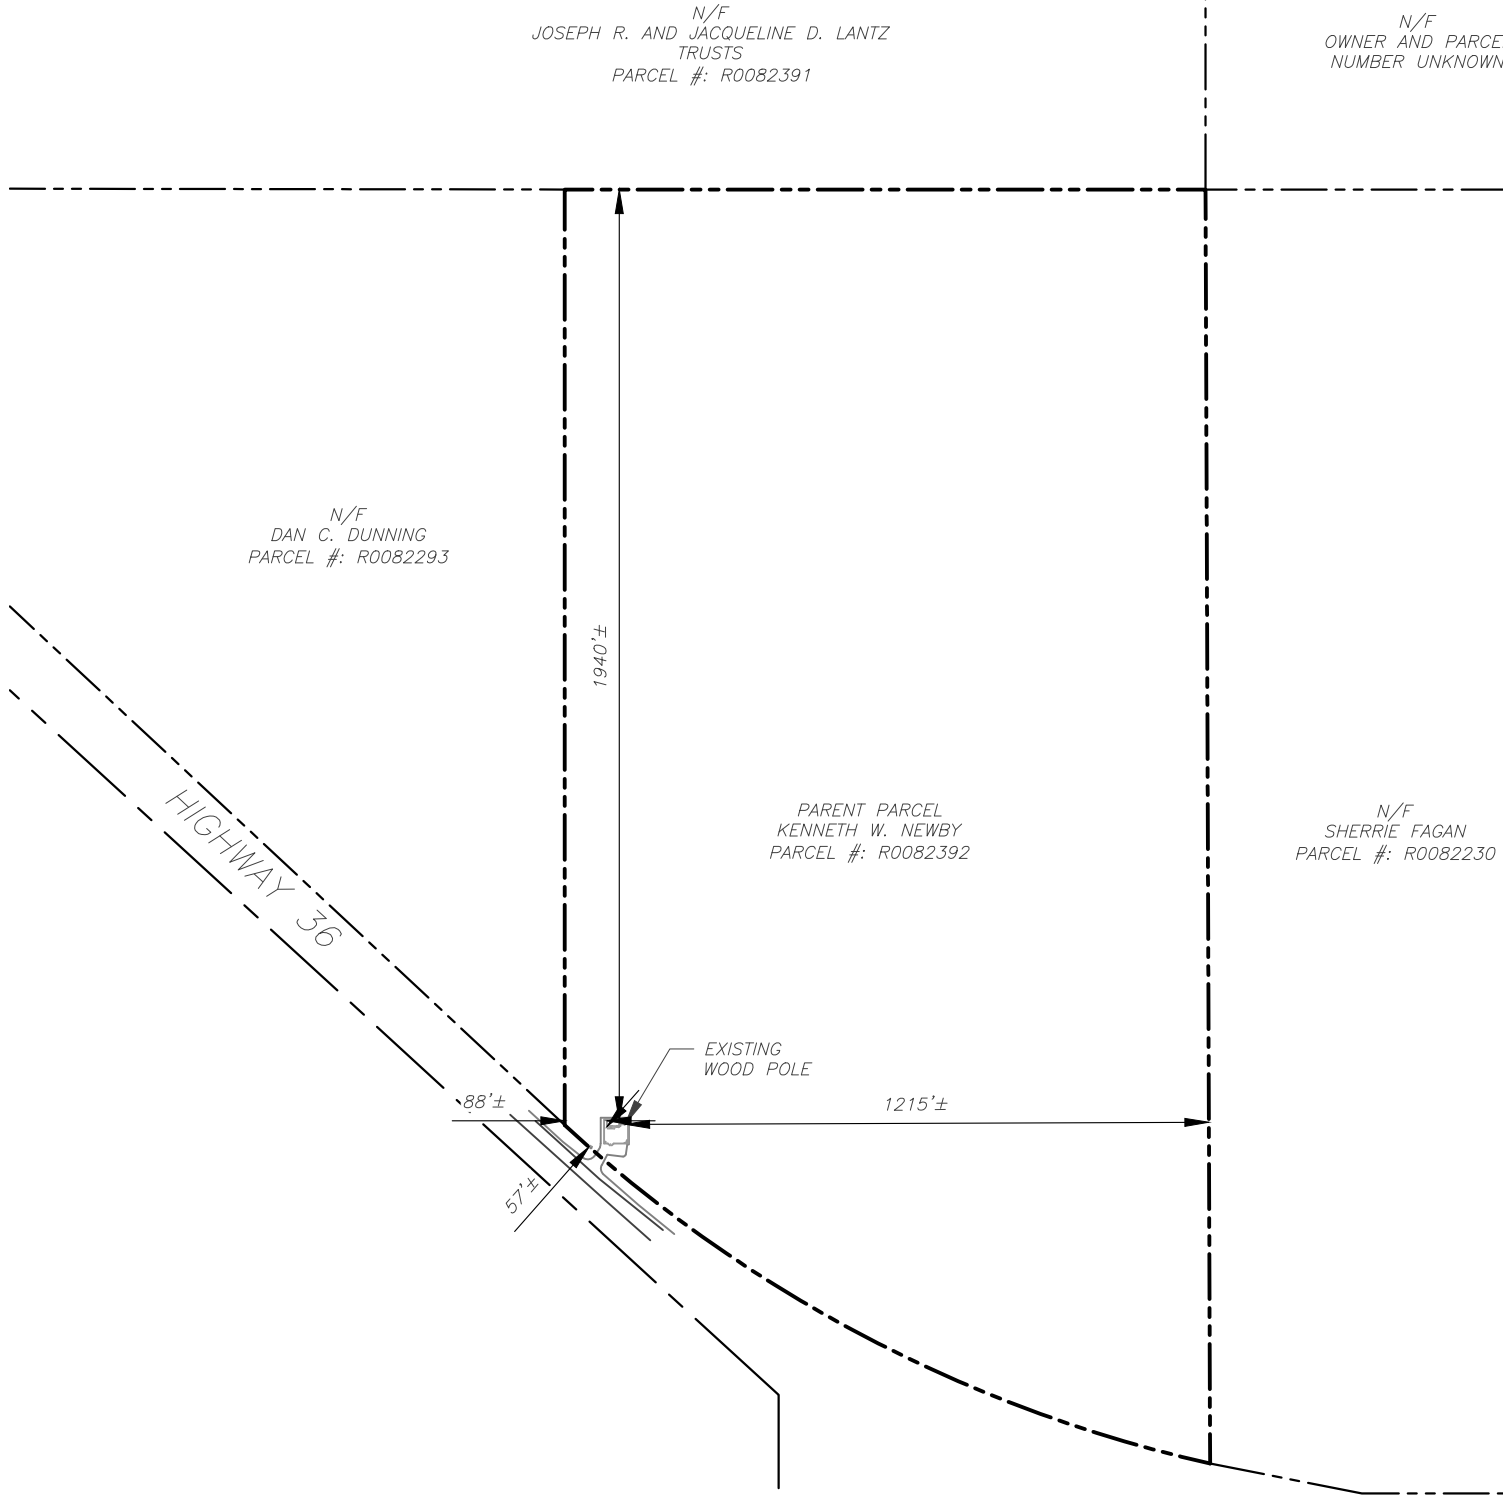 N/F
JOSEPH R. AND JACQUELINE D. LANTZ
TRUSTS
PARCEL #: R0082391
N/F
OWNER AND PARCE
NUMBER UNKNOWN
N/F
DAN C. DUNNING
PARCEL #: R0082293
1940'±
HIGHWAY 36
PARENT PARCEL
KENNETH W. NEWBY
PARCEL #: R0082392
N/F
SHERRIE FAGAN
PARCEL #: R0082230
EXISTING
WOOD POLE
88'±
1215'±
57'±